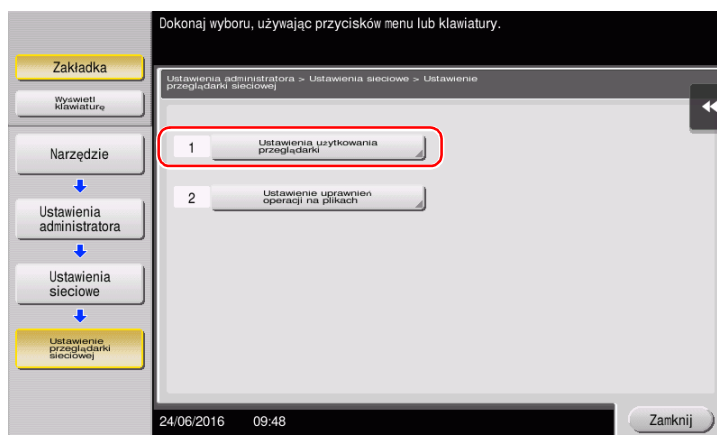 Dokonaj wyboru, używając przycisków menu lub klawiatury.
Zakładka
Wyświetl
klawiaturę
Narzędzie
Ustawienia
administratora
Ustawienia
sieciowe
Ustawienie
przeglądarki
sieciowej
Ustawienia administratora > Ustawienia sieciowe > Ustawienie
przeglądarki sieciowej
1 Ustawienia użytkowania
przeglądarki
2 Ustawienie uprawnień
operacji na plikach
24/06/2016 09:48
Zamknij